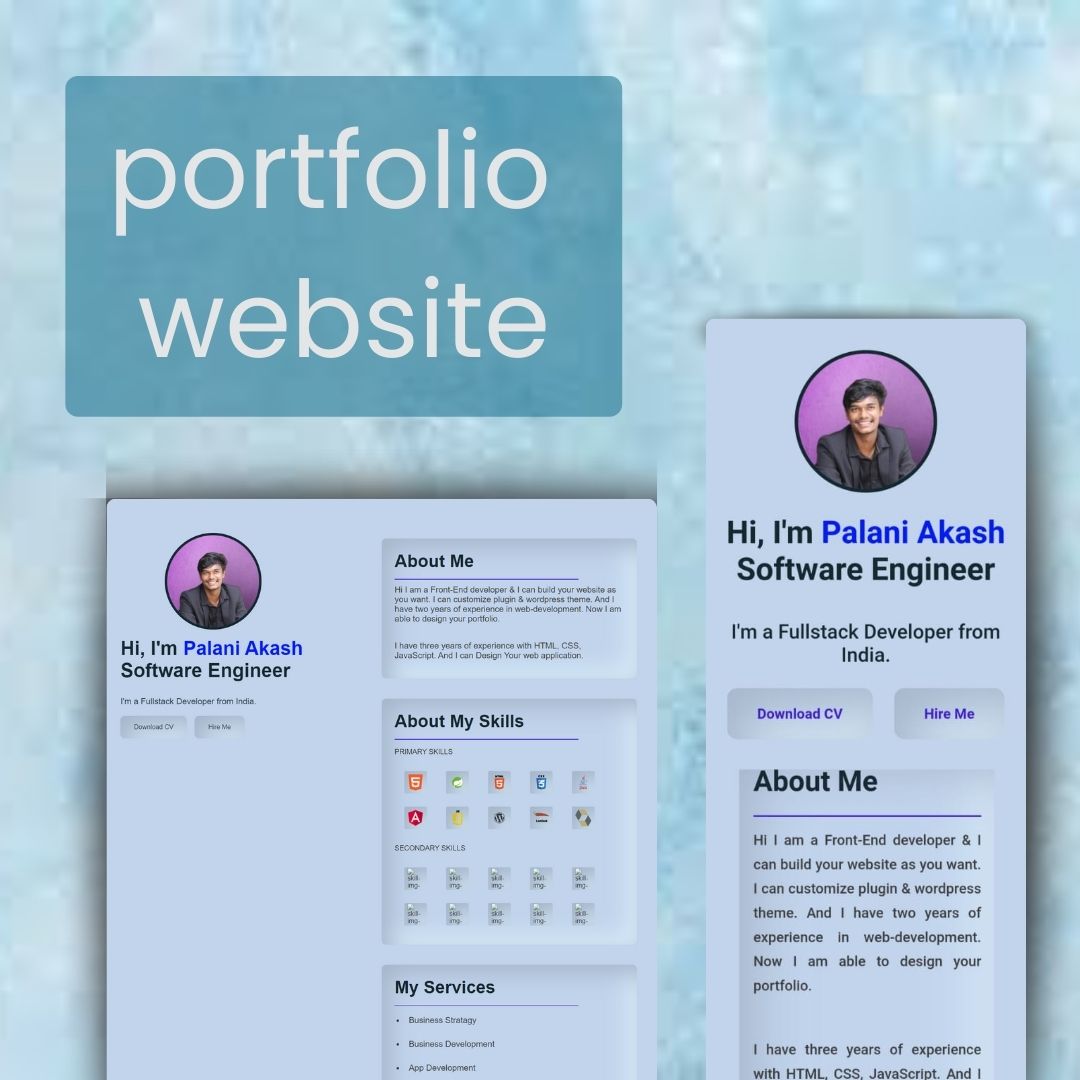 portfolio
website
Hi, I'm Palani Akash
Software Engineer
I'm a Fullstack Developer from India.
Download CV
Hire Me
About Me
Hi I am a Front-End developer & I can build your website as
you want. I can customize plugin & wordpress theme. And I
have two years of experience in web-development. Now I am
able to design your portfolio.
I have three years of experience with HTML, CSS,
JavaScript. And I can Design Your web application.
About My Skills
PRIMARY SKILLS
SECONDARY SKILLS
skill-
img-
skill-
img-
skill-
img-
skill-
img-
skill-
img-
skill-
img-
skill-
img-
skill-
img-
skill-
img-
skill-
img-
My Services
Business Stratagy
Business Development
App Development
Hi, I'm Palani Akash
Software Engineer
I'm a Fullstack Developer from
India.
Download CV
Hire Me
About Me
Hi I am a Front-End developer & I
can build your website as you want.
I can customize plugin & wordpress
theme. And I have two years of
experience in web-development.
Now I am able to design your
portfolio.
I have three years of experience
with HTML, CSS, JavaScript. And I